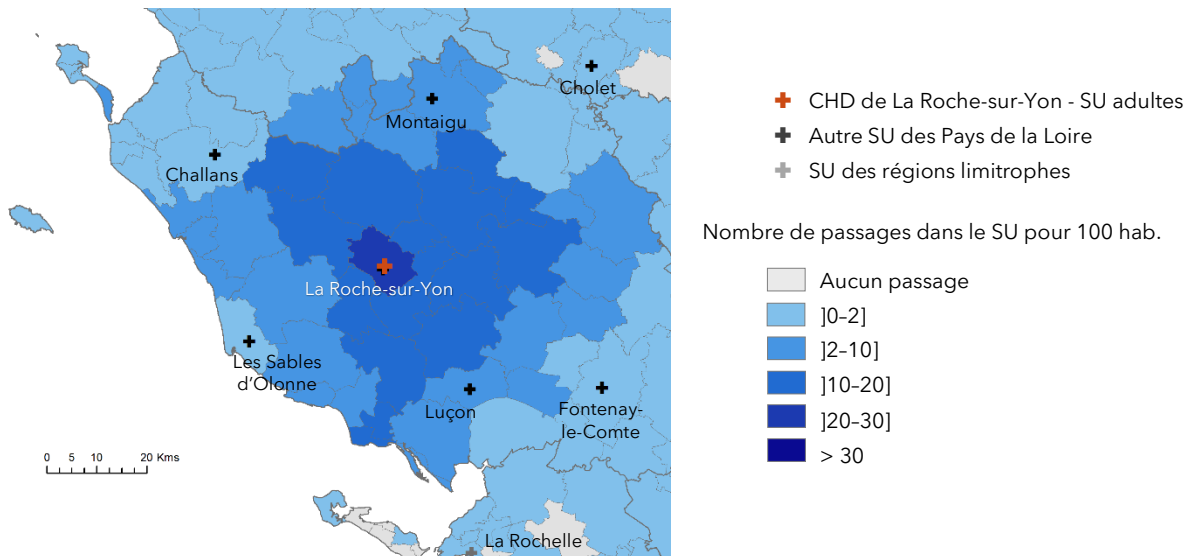 Cholet
Montaigu
Challans
La Roche-sur-Yon
Les Sables
d'Olonne
Luçon
Fontenay-
le-Comte
La Rochelle
0 5 10 20 Kms
CHD de La Roche-sur-Yon - SU adultes
Autre SU des Pays de la Loire
SU des régions limitrophes
Nombre de passages dans le SU pour 100 hab.
Aucun passage
]0–2]
]2–10]
]10–20]
]20–30]
> 30